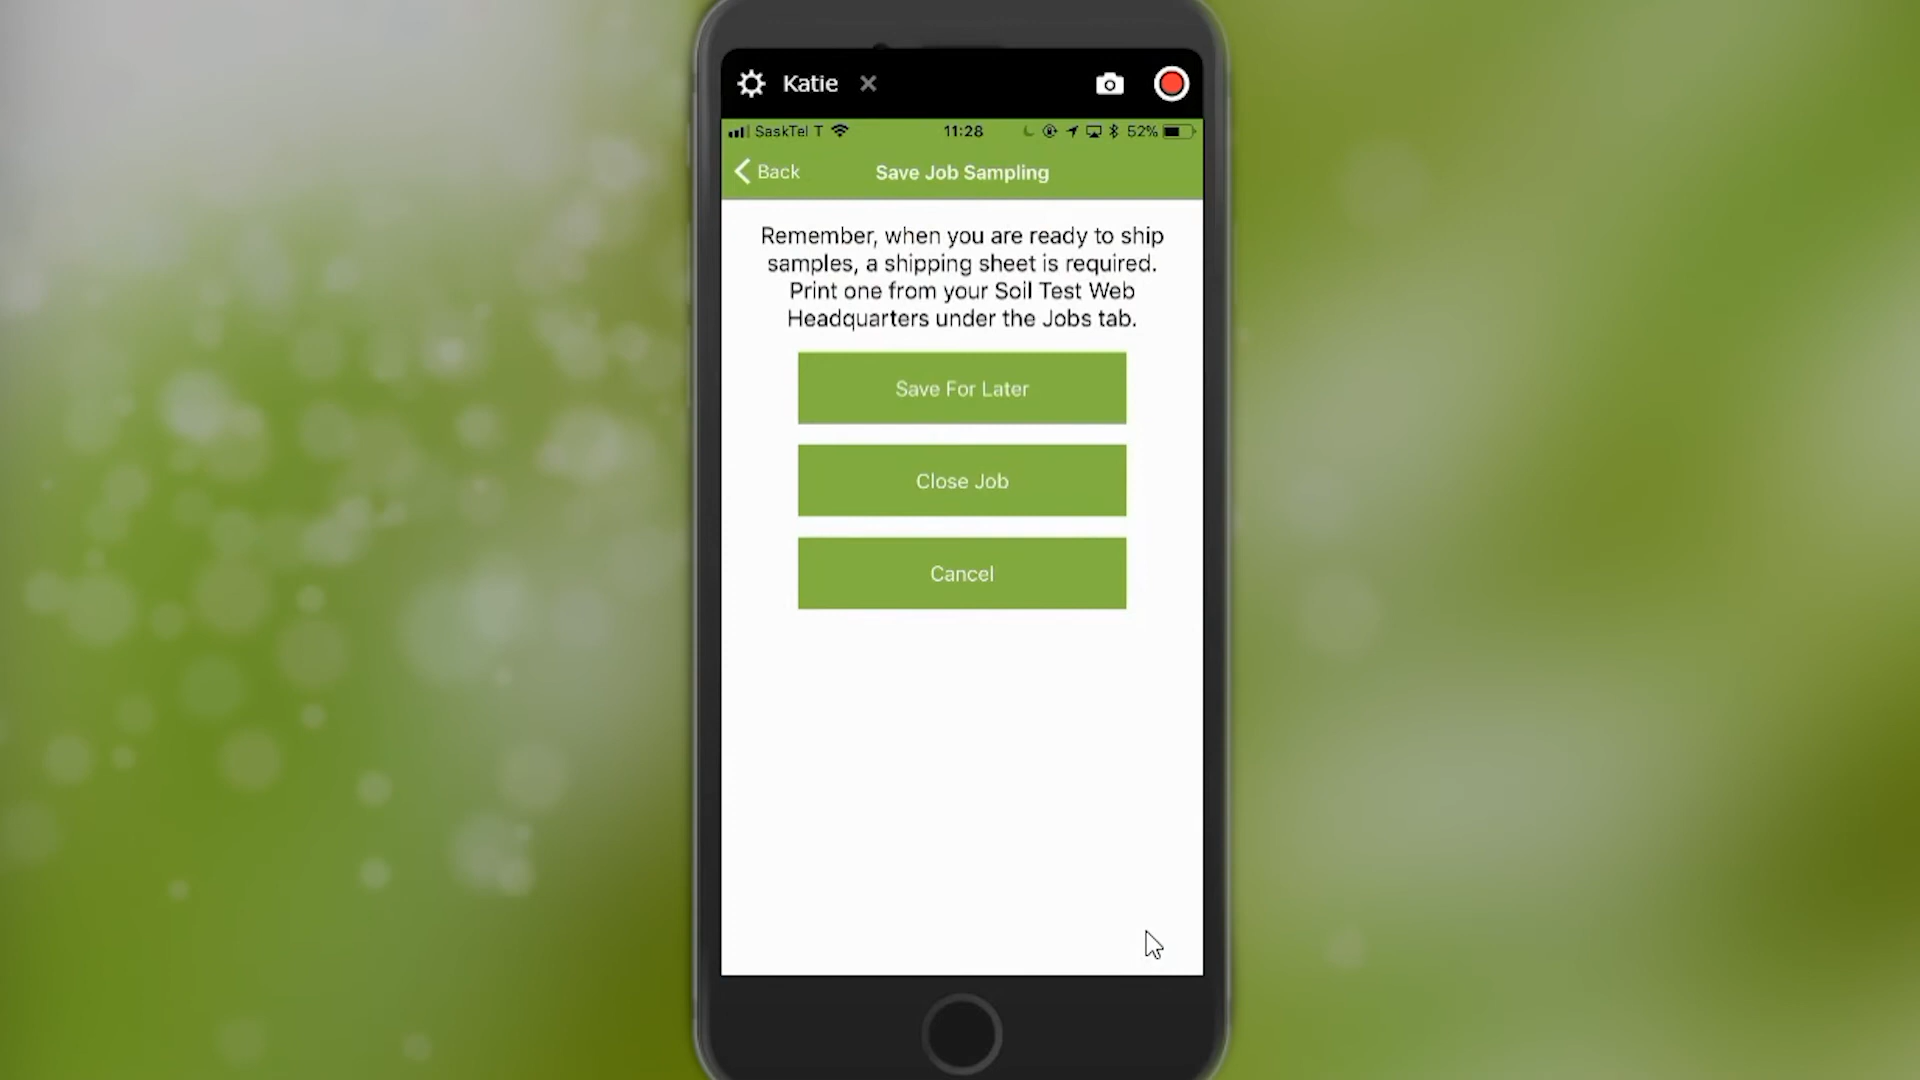 Katie
SaskTel T
11:28
52%
Back
Save Job Sampling
Remember, when you are ready to ship
samples, a shipping sheet is required.
Print one from your Soil Test Web
Headquarters under the Jobs tab.
Save For Later
Close Job
Cancel